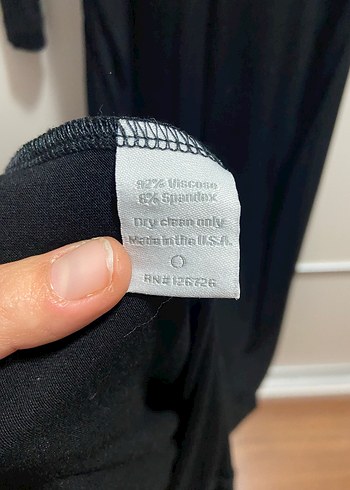 92% Viscose
8% Spandex
Dry clean only
Made in the U.S.A.
RN# 126726